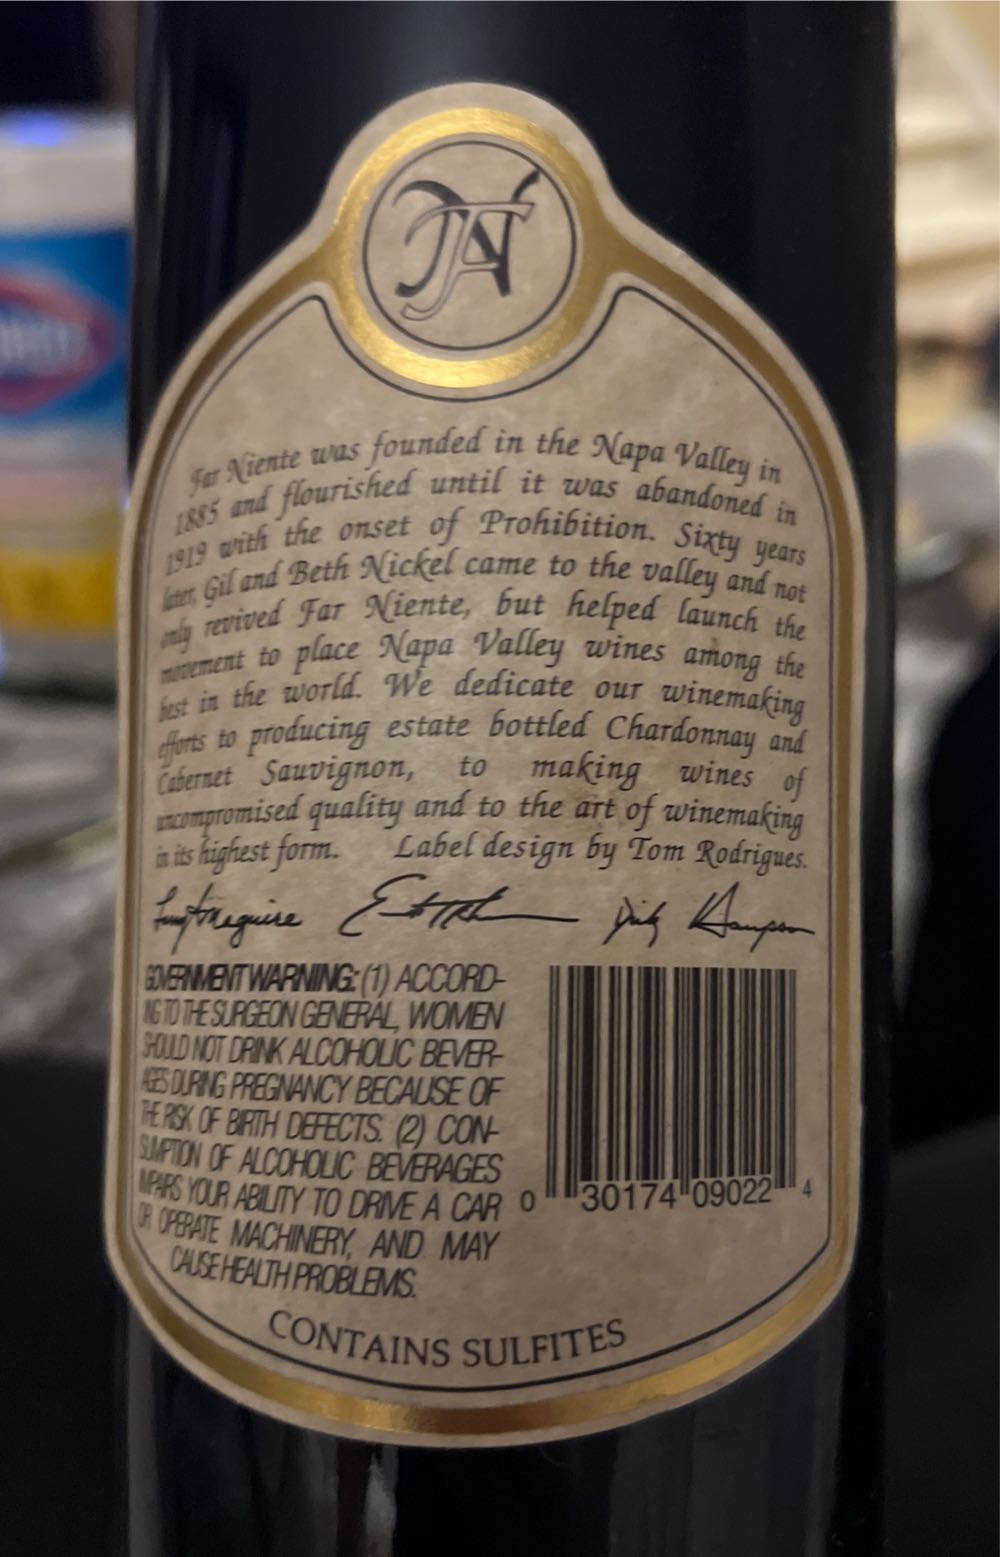 FN
Far Niente was founded in the Napa Valley in
1885 and flourished until it was abandoned in
1919 with the onset of Prohibition. Sixty years
later, Gil and Beth Nickel came to the valley and not
only revived Far Niente, but helped launch the
movement to place Napa Valley wines among the
best in the world. We dedicate our winemaking
efforts to producing estate bottled Chardonnay and
Cabernet Sauvignon, to making wines of
uncompromised quality and to the art of winemaking
in its highest form. Label design by Tom Rodrigues.
GOVERNMENT WARNING: (1) ACCORD-
ING TO THE SURGEON GENERAL, WOMEN
SHOULD NOT DRINK ALCOHOLIC BEVER-
AGES DURING PREGNANCY BECAUSE OF
THE RISK OF BIRTH DEFECTS. (2) CON-
SUMPTION OF ALCOHOLIC BEVERAGES
IMPAIRS YOUR ABILITY TO DRIVE A CAR
OR OPERATE MACHINERY, AND MAY
CAUSE HEALTH PROBLEMS.
0 30174 09022 4
CONTAINS SULFITES